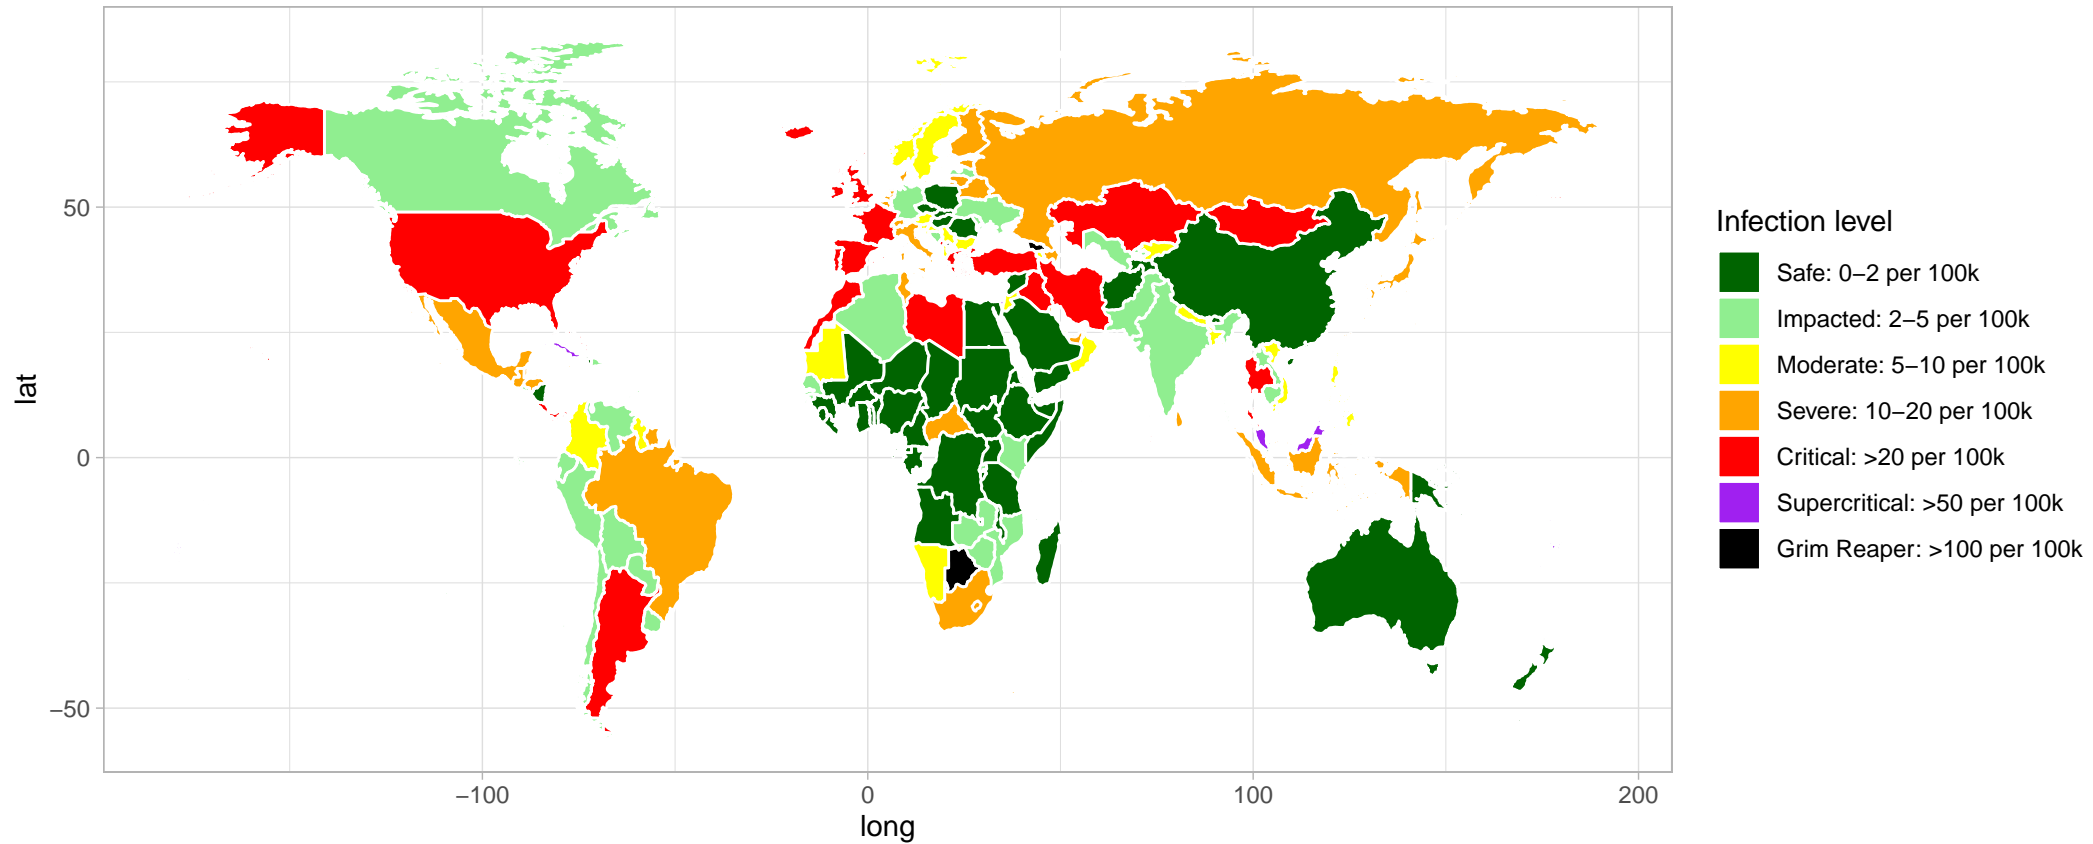 50
0
−50
lat
−100
0
100
200
long
Infection level
Safe: 0−2 per 100k
Impacted: 2−5 per 100k
Moderate: 5−10 per 100k
Severe: 10−20 per 100k
Critical: >20 per 100k
Supercritical: >50 per 100k
Grim Reaper: >100 per 100k